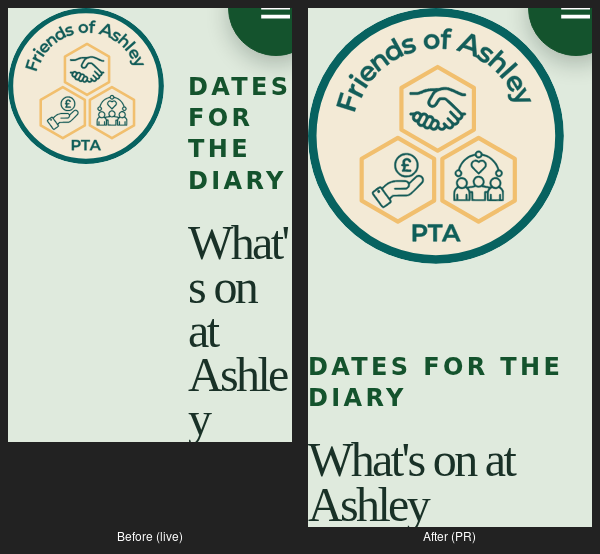 Friends of Ashley
£
PTA
DATES
FOR
THE
DIARY
What'
s on
at
Ashle
y
Before (live)
Friends of Ashley
£
PTA
DATES FOR THE
DIARY
What's on at
Ashley
After (PR)